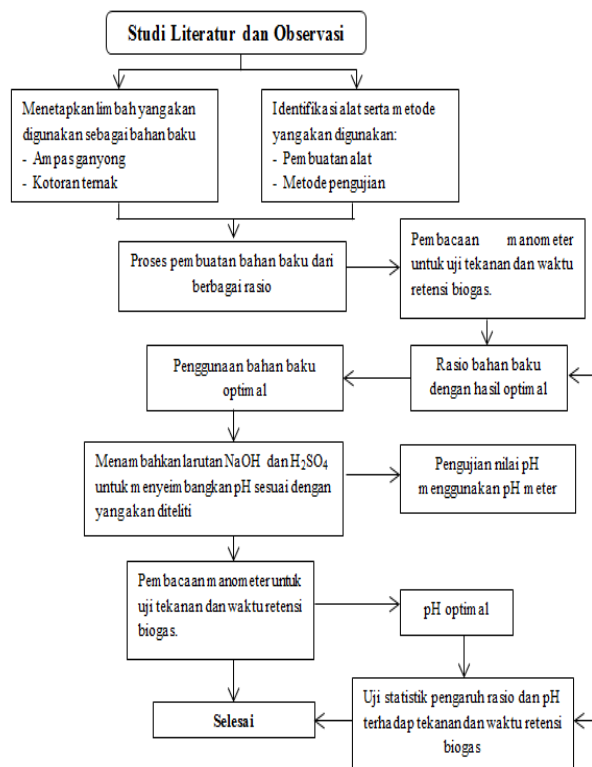 Studi Literatur dan Observasi
Menetapkan limbah yang akan
digunakan sebagai bahan baku
- Ampas ganyong
- Kotoran ternak
Identifikasi alat serta metode
yang akan digunakan:
- Pembuatan alat
- Metode pengujian
Proses pembuatan bahan baku dari
berbagai rasio
Pembacaan manometer
untuk uji tekanan dan waktu
retensi biogas.
Penggunaan bahan baku
optimal
Rasio bahan baku
dengan hasil optimal
Menambahkan larutan NaOH dan H₂SO₄
untuk menyeimbangkan pH sesuai dengan
yang akan diteliti
Pengujian nilai pH
menggunakan pH meter
Pembacaan manometer untuk
uji tekanan dan waktu retensi
biogas.
pH optimal
Selesai
Uji statistik pengaruh rasio dan pH
terhadap tekanan dan waktu retensi
biogas